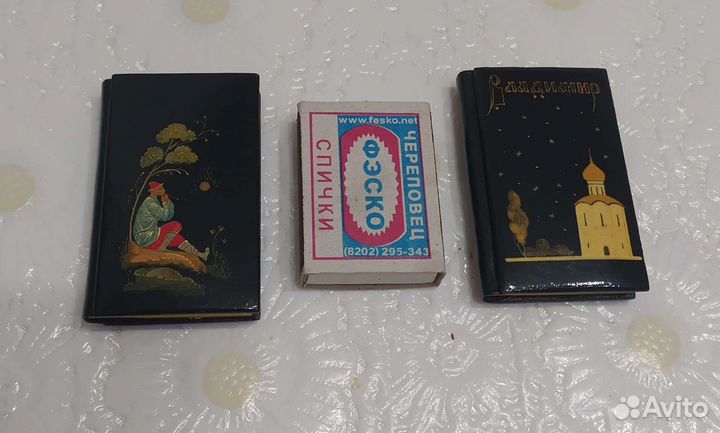 www.fesko.net
СПИЧКИ
ФЭСКО
ЧЕРЕПОВЕЦ
(8202) 295-343
Владимир
Avito